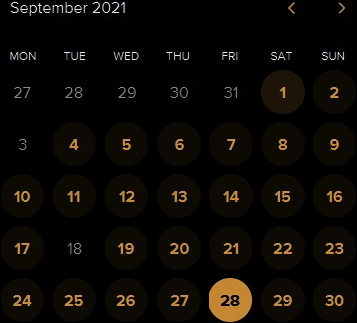 September 2021
MON TUE WED THU FRI SAT SUN
27 28 29 30 31 1 2
3 4 5 6 7 8 9
10 11 12 13 14 15 16
17 18 19 20 21 22 23
24 25 26 27 28 29 30